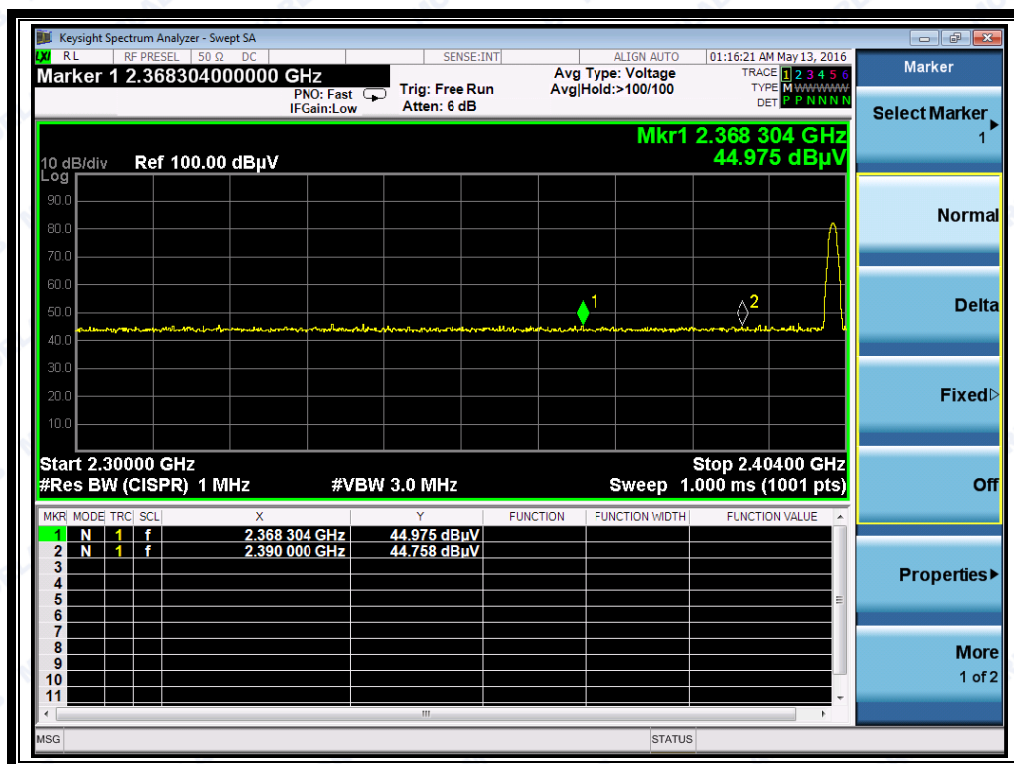 Keysight Spectrum Analyzer - Swept SA
LXI RL RF PRESEL 50 Ω DC SENSE:INT ALIGN AUTO 01:16:21 AM May 13, 2016
Marker 1 2.368304000000 GHz
PNO: Fast
IFGain:Low
Trig: Free Run
Atten: 6 dB
Avg Type: Voltage
Avg|Hold:>100/100
TRACE 1 2 3 4 5 6
TYPE M WWWWW
DET P P N N N N
Mkr1 2.368 304 GHz
44.975 dBµV
10 dB/div Ref 100.00 dBµV
Log
90.0
80.0
70.0
60.0
50.0
40.0
30.0
20.0
10.0
1
2
Start 2.30000 GHz Stop 2.40400 GHz
#Res BW (CISPR) 1 MHz #VBW 3.0 MHz Sweep 1.000 ms (1001 pts)
MKR MODE TRC SCL X Y FUNCTION FUNCTION WIDTH FUNCTION VALUE
1 N 1 f 2.368 304 GHz 44.975 dBµV
2 N 1 f 2.390 000 GHz 44.758 dBµV
3
4
5
6
7
8
9
10
11
MSG STATUS
Marker
Select Marker
1
Normal
Delta
Fixed
Off
Properties
More
1 of 2